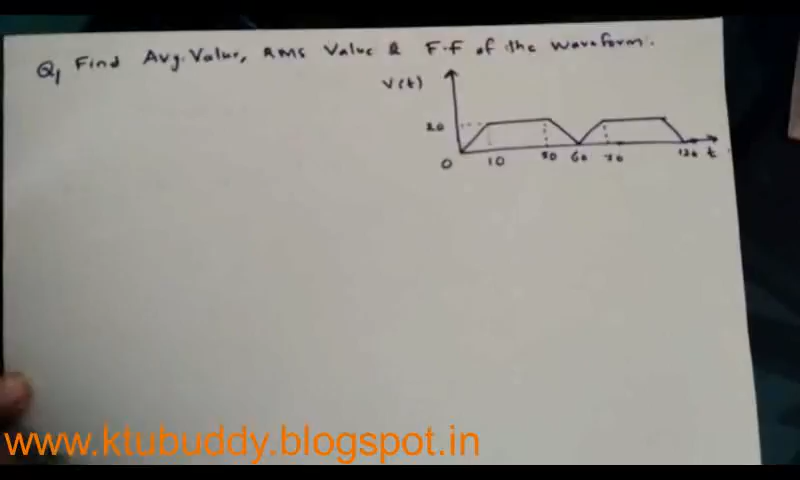 Q1 Find Avg. Value, RMS Value & F.F of the waveform.
V(t)
20
0 10 50 60 70 120 t
www.ktubuddy.blogspot.in